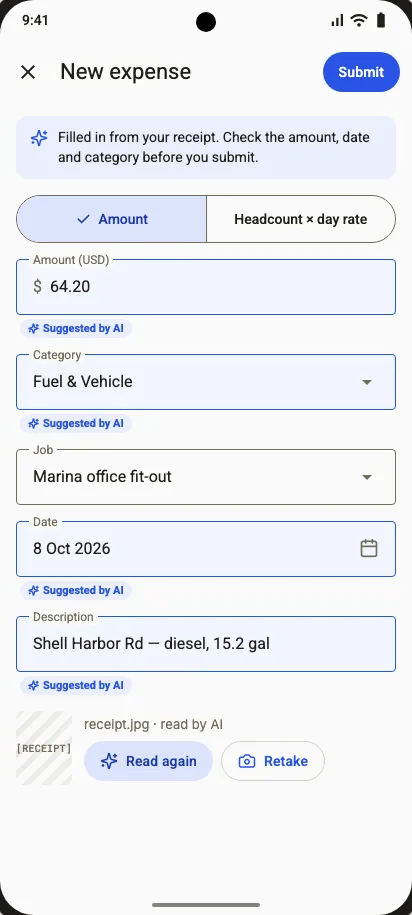 9:41
New expense
Submit
Filled in from your receipt. Check the amount, date
and category before you submit.
Amount
Headcount × day rate
Amount (USD)
$ 64.20
Suggested by AI
Category
Fuel & Vehicle
Suggested by AI
Job
Marina office fit-out
Date
8 Oct 2026
Suggested by AI
Description
Shell Harbor Rd — diesel, 15.2 gal
Suggested by AI
[RECEIPT]
receipt.jpg · read by AI
Read again
Retake